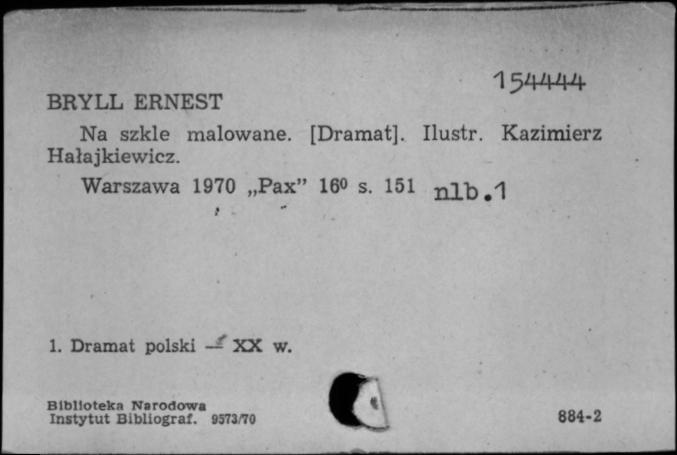 154444
BRYLL ERNEST
Na szkle malowane. [Dramat]. Ilustr. Kazimierz
Hałajkiewicz.
Warszawa 1970 „Pax” 16⁰ s. 151 nlb.1
1. Dramat polski — XX w.
Biblioteka Narodowa
Instytut Bibliograf. 9573/70
884-2